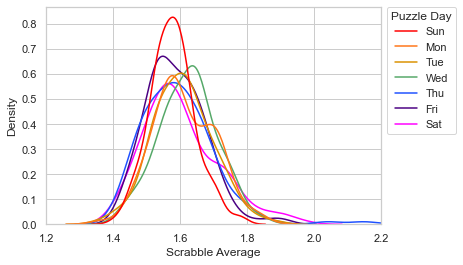 Puzzle Day
Sun
Mon
Tue
Wed
Thu
Fri
Sat
Density
0.8
0.7
0.6
0.5
0.4
0.3
0.2
0.1
0.0
1.2 1.4 1.6 1.8 2.0 2.2
Scrabble Average